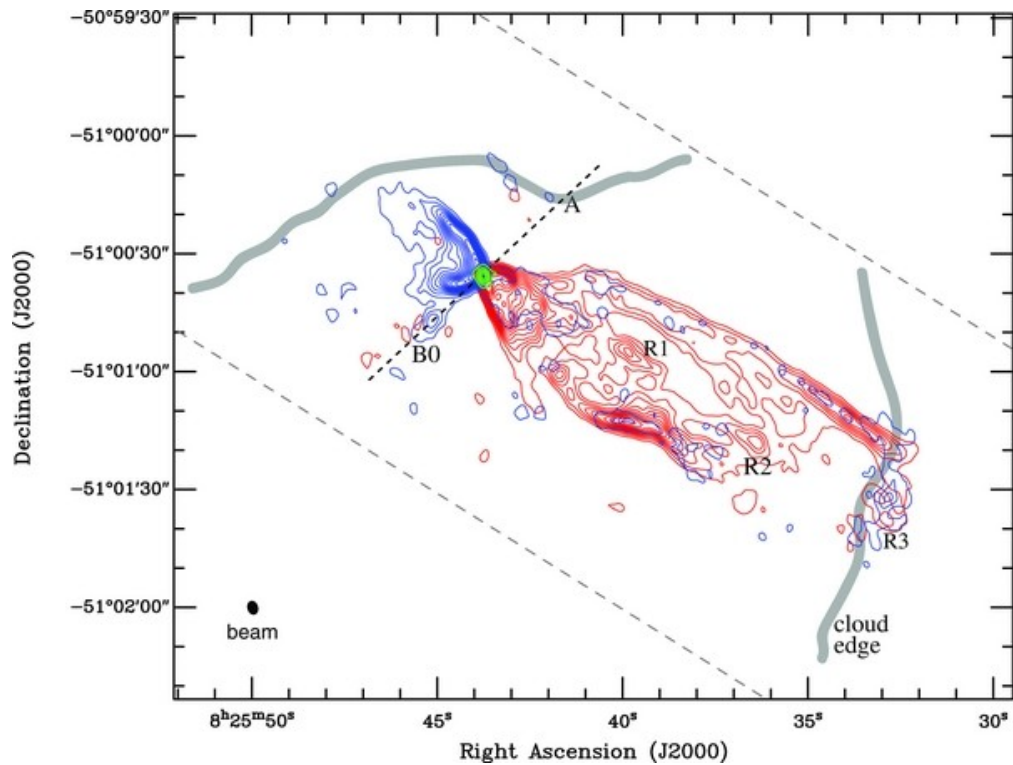 -50°59'30"
-51°00'00"
-51°00'30"
-51°01'00"
-51°01'30"
-51°02'00"
Declination (J2000)
A
B0
R1
R2
R3
cloud
edge
beam
8ʰ25ᵐ50ˢ
45ˢ
40ˢ
35ˢ
30ˢ
Right Ascension (J2000)